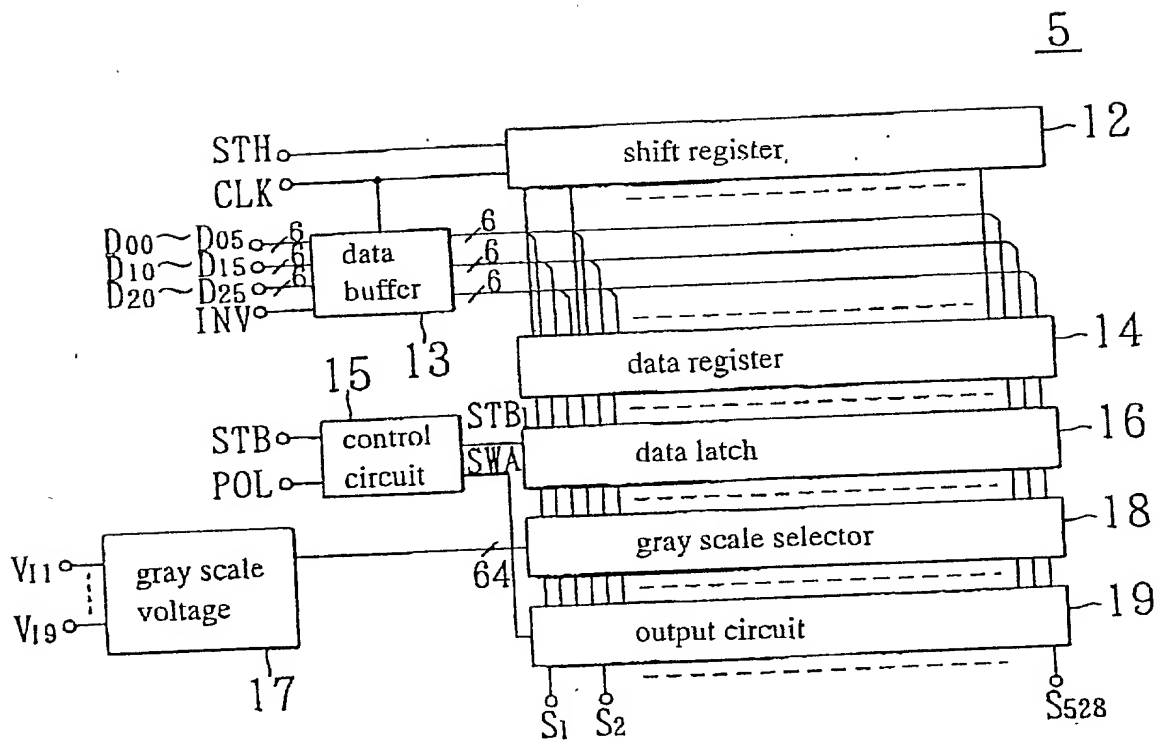 5
12
shift register
STH
CLK
D00~D05 6 6
D10~D15 6 6
D20~D25 6 6
INV
data
buffer
13
14
data register
15
STB
POL
control
circuit
STB1
SWA
16
data latch
18
gray scale selector
VI1
VI9
gray scale
voltage
64
17
19
output circuit
S1
S2
S528